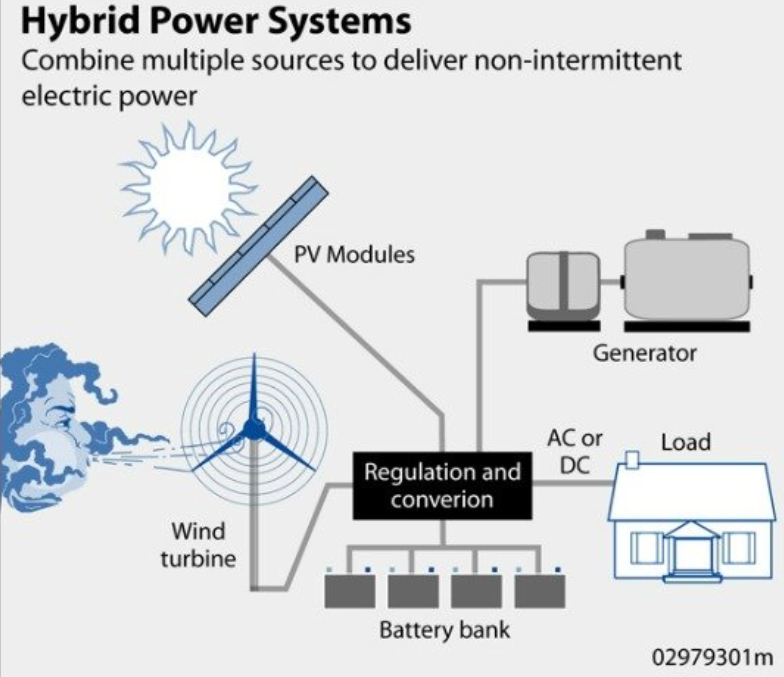 Hybrid Power Systems
Combine multiple sources to deliver non-intermittent
electric power
PV Modules
Generator
AC or
DC
Load
Regulation and
converion
Wind
turbine
Battery bank
02979301m